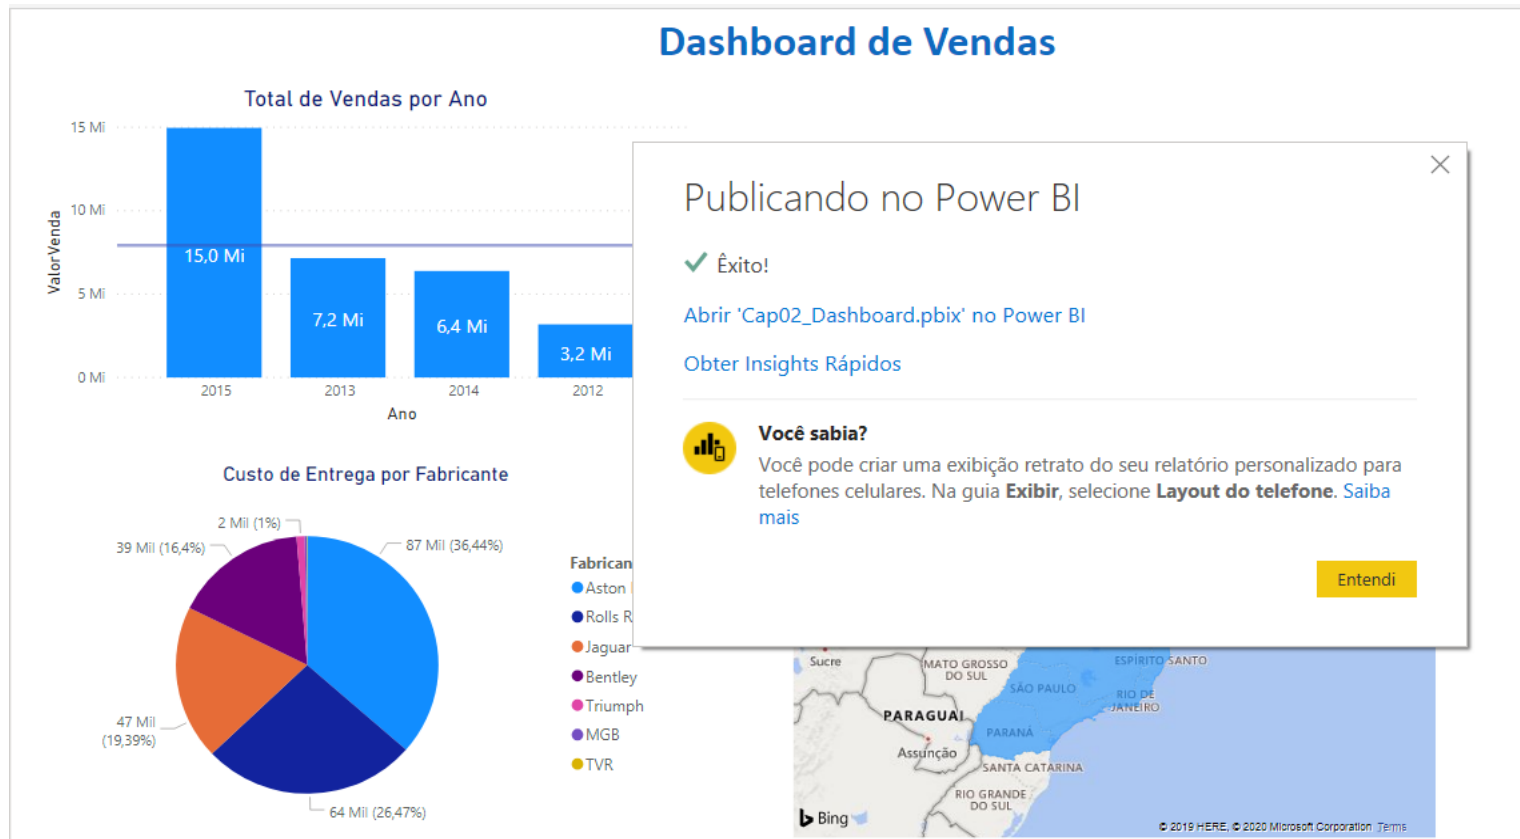 Dashboard de Vendas
Total de Vendas por Ano
15 Mi
10 Mi
5 Mi
0 Mi
ValorVenda
15,0 Mi
7,2 Mi
6,4 Mi
3,2 Mi
2015
2013
2014
2012
Ano
Publicando no Power BI
Êxito!
Abrir 'Cap02_Dashboard.pbix' no Power BI
Obter Insights Rápidos
Você sabia?
Você pode criar uma exibição retrato do seu relatório personalizado para
telefones celulares. Na guia Exibir, selecione Layout do telefone. Saiba
mais
Entendi
Custo de Entrega por Fabricante
2 Mil (1%)
39 Mil (16,4%)
87 Mil (36,44%)
47 Mil
(19,39%)
64 Mil (26,47%)
Fabrican
Aston
Rolls R
Jaguar
Bentley
Triumph
MGB
TVR
Sucre
MATO GROSSO
DO SUL
ESPÍRITO SANTO
SÃO PAULO
RIO DE
JANEIRO
PARAGUAI
PARANÁ
Assunção
SANTA CATARINA
RIO GRANDE
DO SUL
Bing
© 2019 HERE, © 2020 Microsoft Corporation Terms